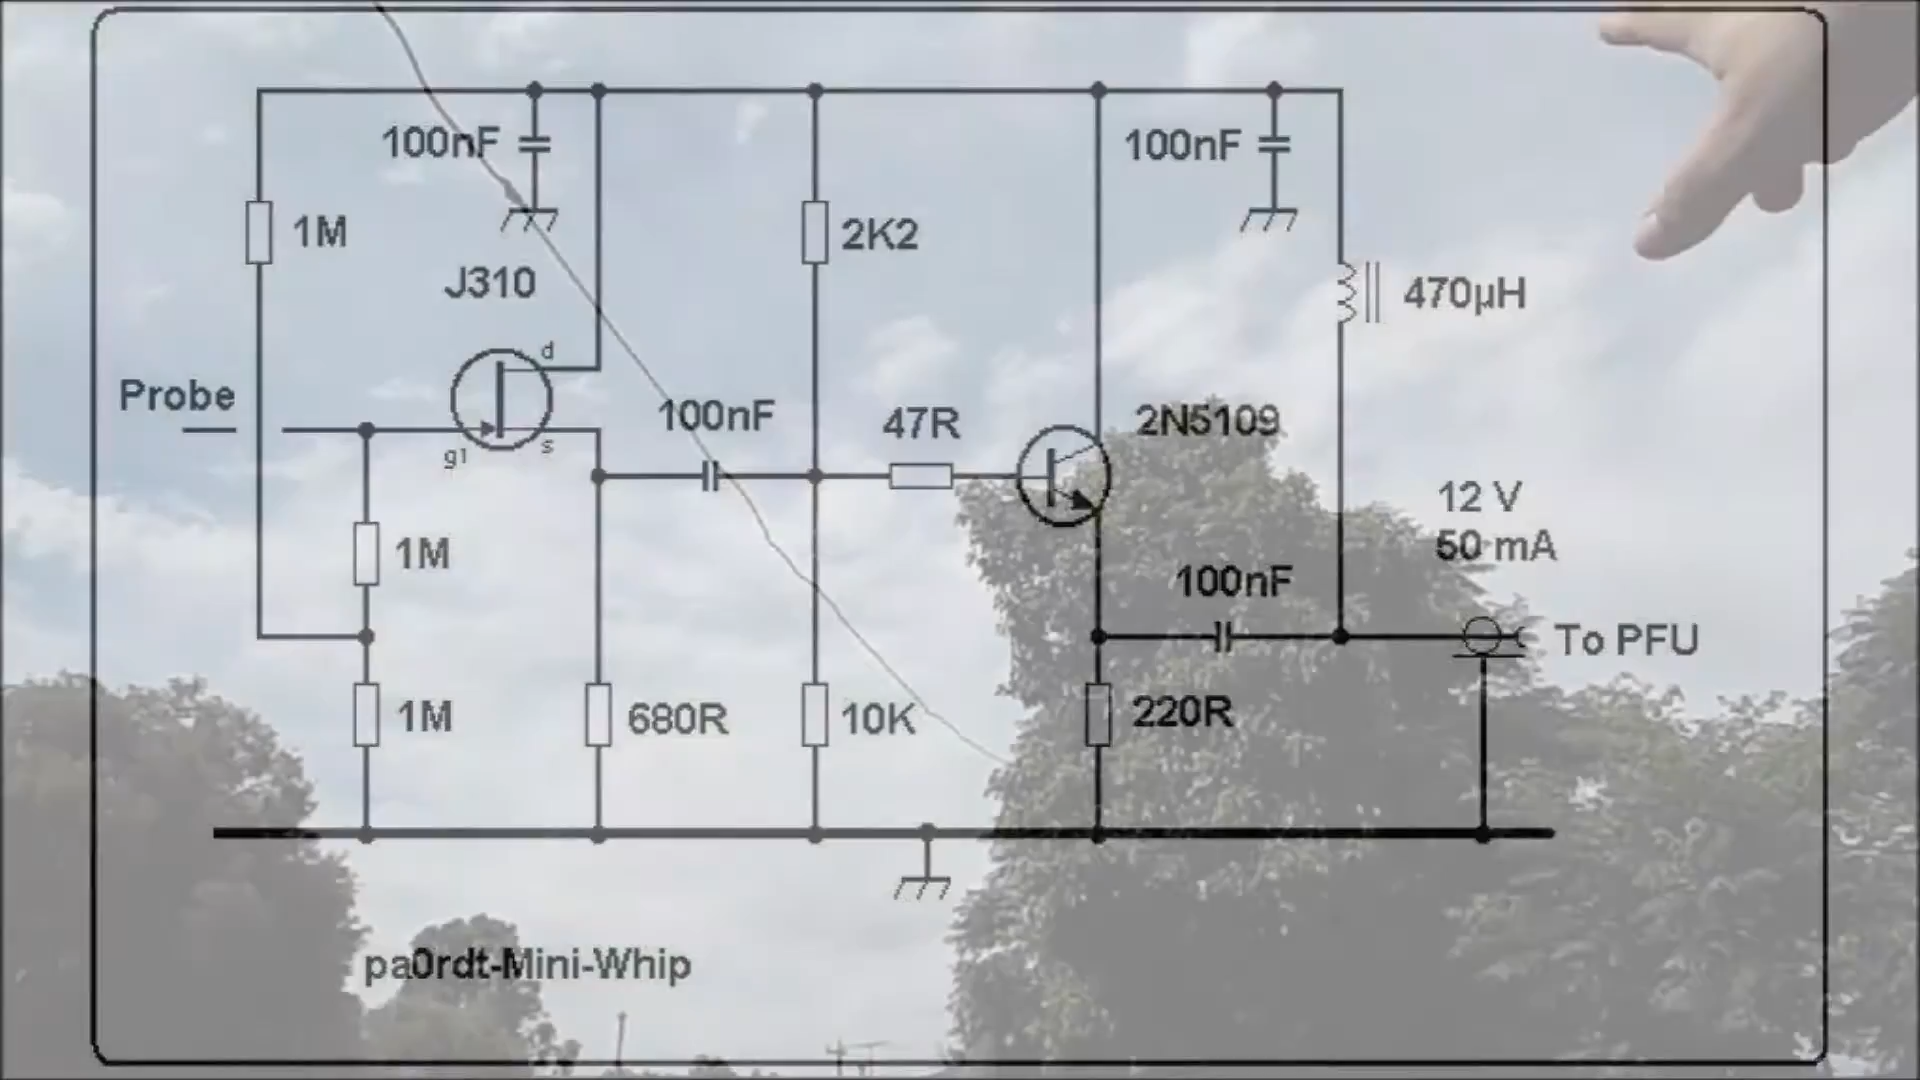 100nF
100nF
1M
2K2
J310
470µH
d
Probe
100nF
47R
2N5109
g1
s
12 V
50 mA
1M
100nF
To PFU
1M
680R
10K
220R
pa0rdt-Mini-Whip